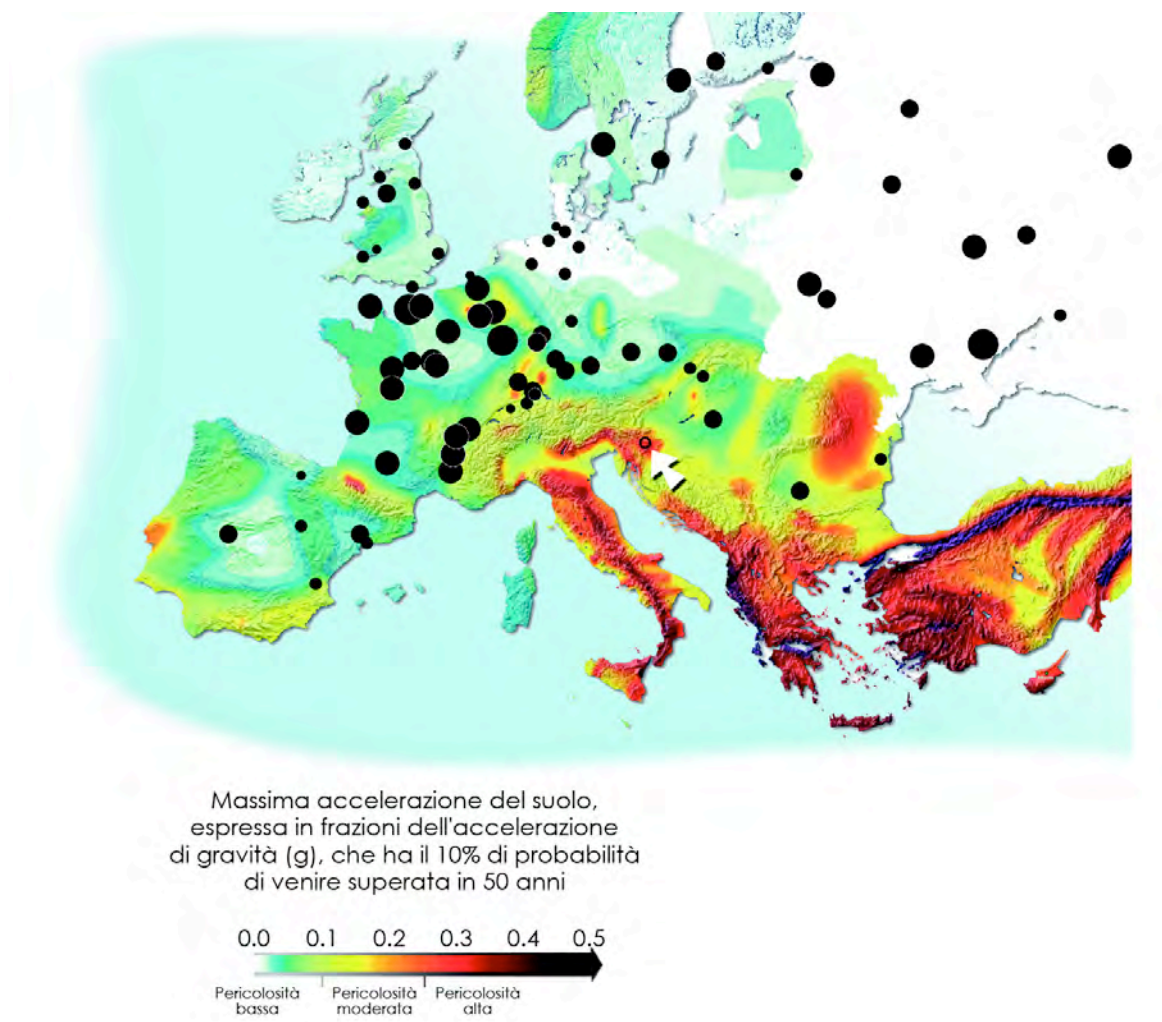 Massima accelerazione del suolo,
espressa in frazioni dell'accelerazione
di gravità (g), che ha il 10% di probabilità
di venire superata in 50 anni
0.0 0.1 0.2 0.3 0.4 0.5
Pericolosità bassa
Pericolosità moderata
Pericolosità alta